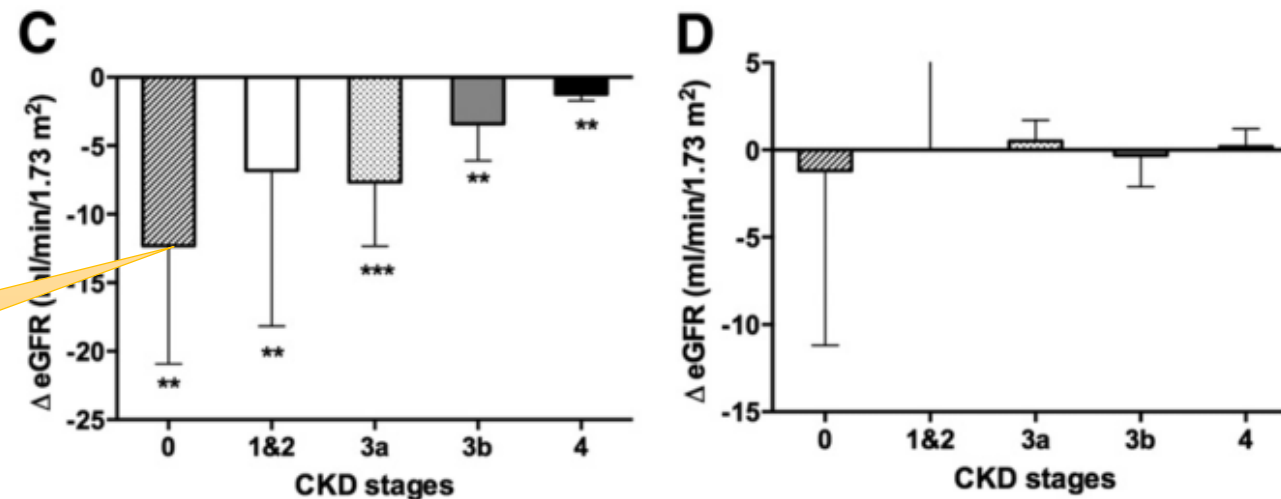 C
Δ eGFR (ml/min/1.73 m²)
0
-5
-10
-15
-20
-25
**
**
***
**
**
0 1&2 3a 3b 4
CKD stages
D
Δ eGFR (ml/min/1.73 m²)
5
0
-5
-10
-15
0 1&2 3a 3b 4
CKD stages